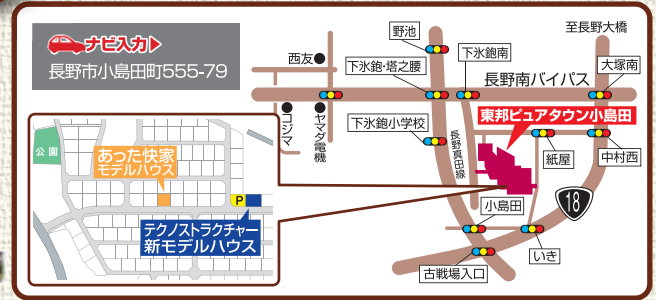 ナビ入力
長野市小島田町555-79
公園
あった快家
モデルハウス
P
テクノストラクチャー
新モデルハウス
西友
コジマ
ヤマダ電機
野池
下氷鉋・塔之腰
下氷鉋小学校
下氷鉋南
長野真田線
長野南バイパス
至長野大橋
大塚南
東邦ピュアタウン小島田
紙屋
中村西
小島田
18
いき
古戦場入口